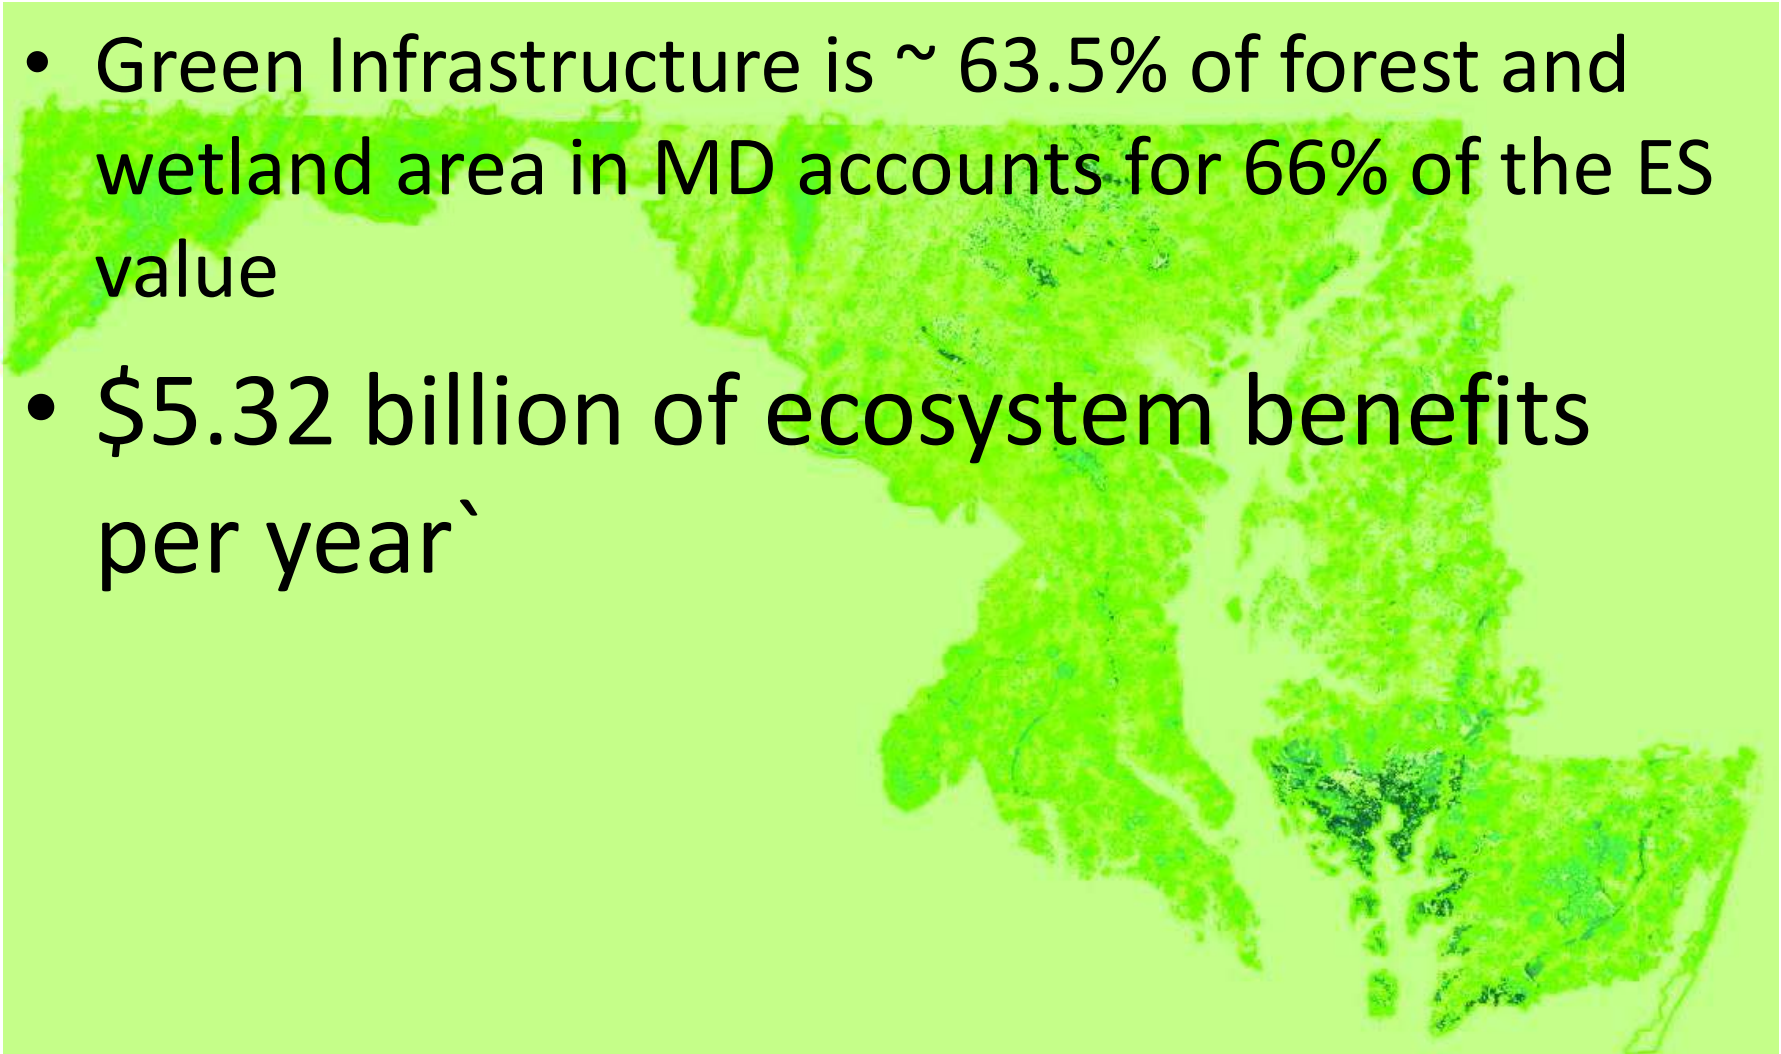 • Green Infrastructure is ~ 63.5% of forest and
wetland area in MD accounts for 66% of the ES
value
• $5.32 billion of ecosystem benefits
per year`